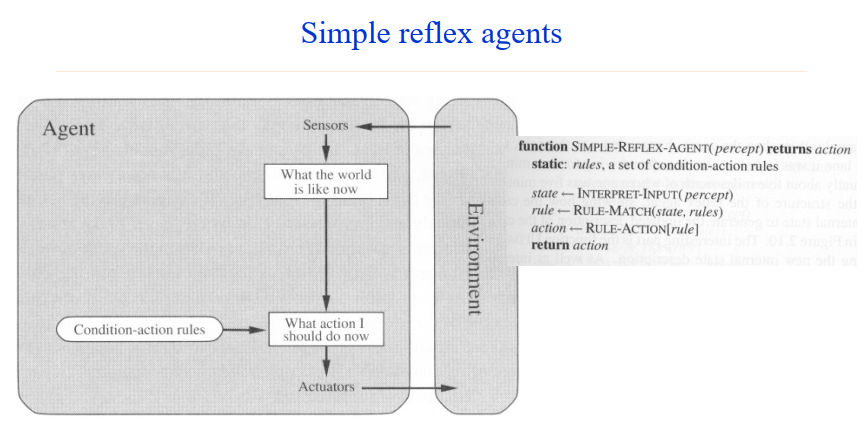 Simple reflex agents
Agent
Sensors
What the world
is like now
Condition-action rules
What action I
should do now
Actuators
Environment
function SIMPLE-REFLEX-AGENT(percept) returns action
static: rules, a set of condition-action rules
state ← INTERPRET-INPUT(percept)
rule ← RULE-MATCH(state, rules)
action ← RULE-ACTION[rule]
return action